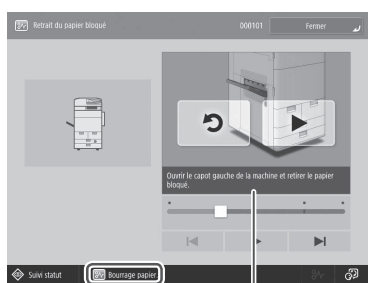 Retrait du papier bloqué
D00101
Fermer
Ouvrir le capot gauche de la machine et retirer le papier
bloqué.
Suivi statut
Bourrage papier